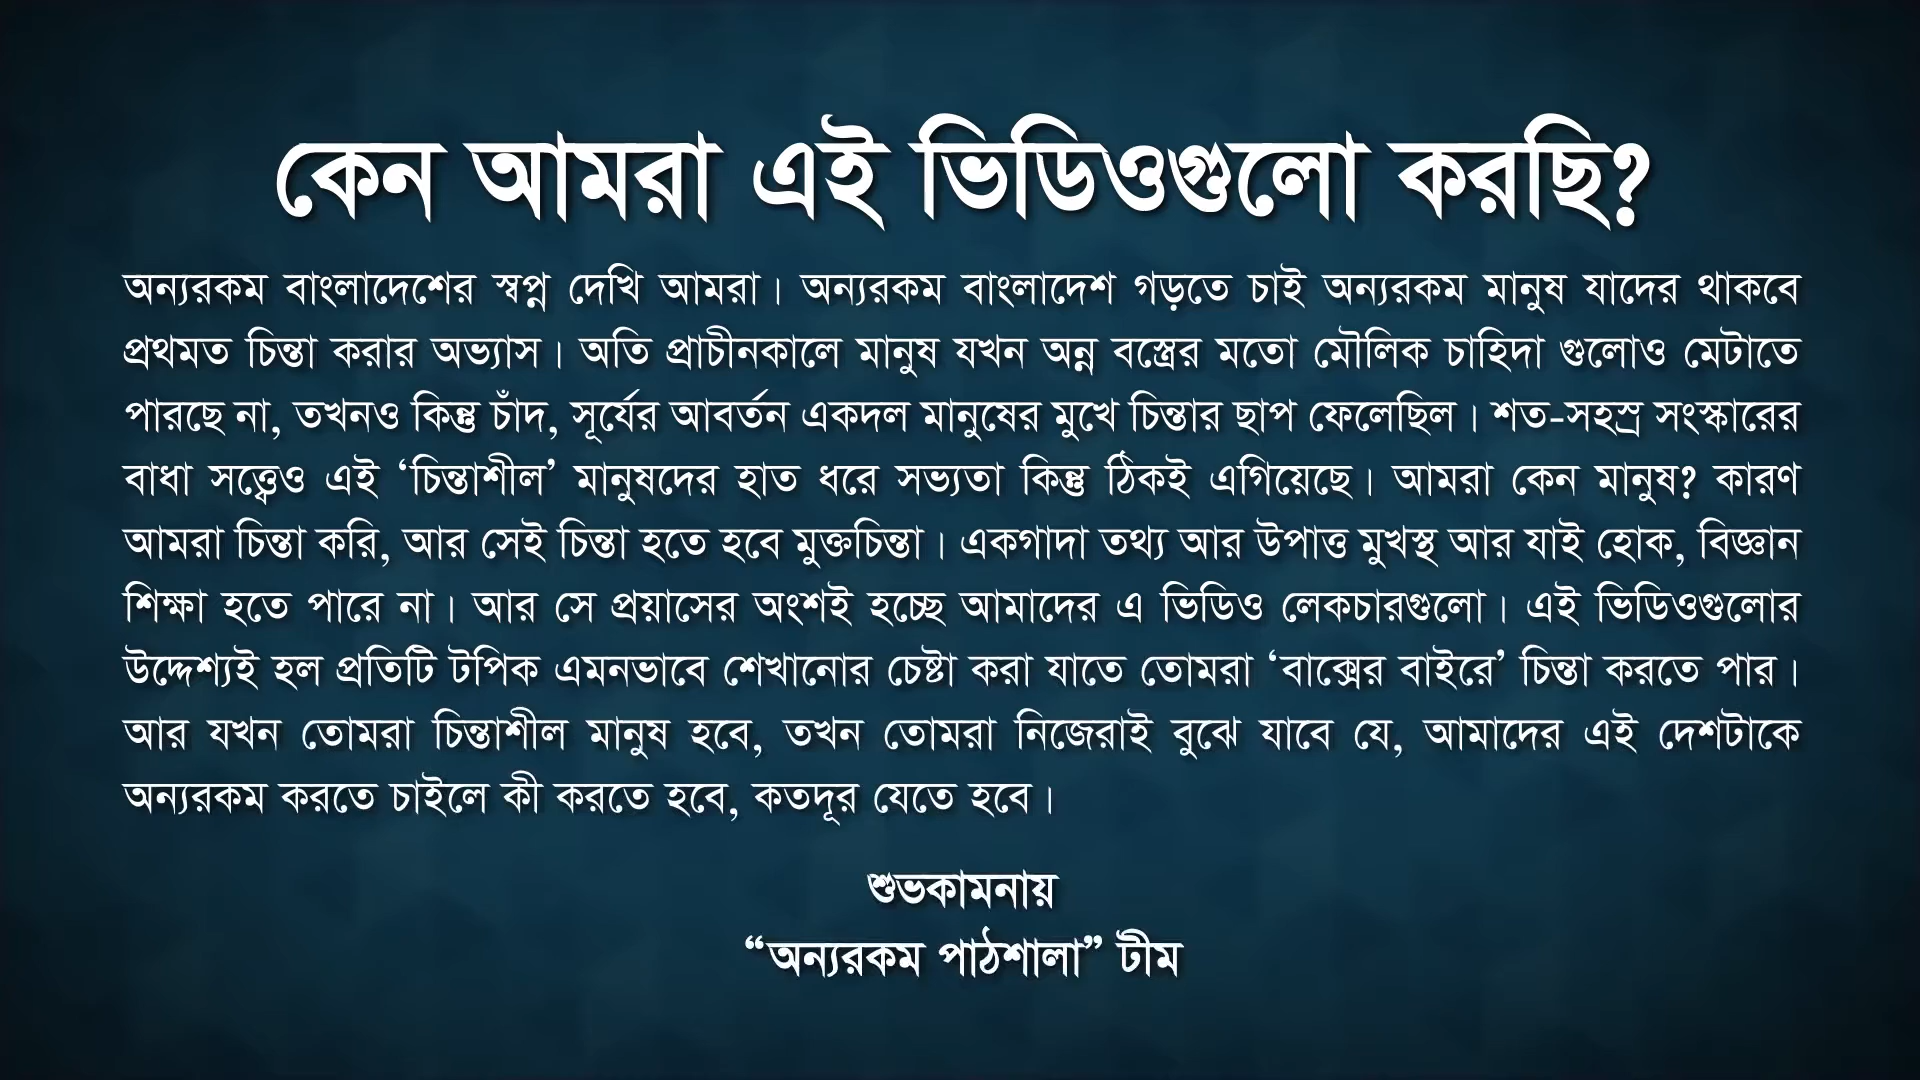 কেন আমরা এই ভিডিওগুলো করছি?
অন্যরকম বাংলাদেশের স্বপ্ন দেখি আমরা। অন্যরকম বাংলাদেশ গড়তে চাই অন্যরকম মানুষ যাদের থাকবে
প্রথমত চিন্তা করার অভ্যাস। অতি প্রাচীনকালে মানুষ যখন অন্ন বস্ত্রের মতো মৌলিক চাহিদা গুলোও মেটাতে
পারছে না, তখনও কিন্তু চাঁদ, সূর্যের আবর্তন একদল মানুষের মুখে চিন্তার ছাপ ফেলেছিল। শত-সহস্র সংস্কারের
বাধা সত্ত্বেও এই ‘চিন্তাশীল’ মানুষদের হাত ধরে সভ্যতা কিন্তু ঠিকই এগিয়েছে। আমরা কেন মানুষ? কারণ
আমরা চিন্তা করি, আর সেই চিন্তা হতে হবে মুক্তচিন্তা। একগাদা তথ্য আর উপাত্ত মুখস্থ আর যাই হোক, বিজ্ঞান
শিক্ষা হতে পারে না। আর সে প্রয়াসের অংশই হচ্ছে আমাদের এ ভিডিও লেকচারগুলো। এই ভিডিওগুলোর
উদ্দেশ্যই হল প্রতিটি টপিক এমনভাবে শেখানোর চেষ্টা করা যাতে তোমরা ‘বাক্সের বাইরে’ চিন্তা করতে পার।
আর যখন তোমরা চিন্তাশীল মানুষ হবে, তখন তোমরা নিজেরাই বুঝে যাবে যে, আমাদের এই দেশটাকে
অন্যরকম করতে চাইলে কী করতে হবে, কতদূর যেতে হবে।
শুভকামনায়
“অন্যরকম পাঠশালা” টীম